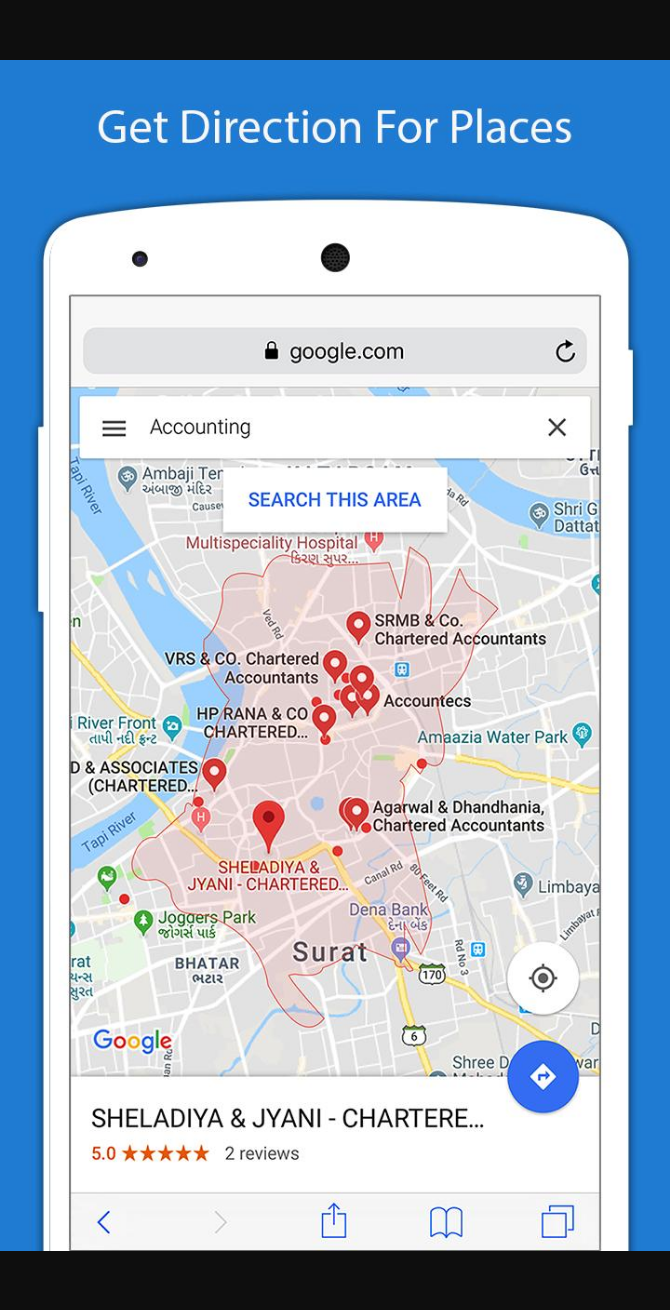 Get Direction For Places
google.com
Accounting
SEARCH THIS AREA
Tapi River
Ambaji
અંબાજી મંદિર
Shri G
Dattat
Multispeciality Hospital
કિરણ સુપર...
Ved Rd
SRMB & Co.
Chartered Accountants
VRS & CO. Chartered
Accountants
Accountecs
HP RANA & CO
CHARTERED...
River Front
તાપી નદી ફ્રન્ટ
Amaazia Water Park
D & ASSOCIATES
(CHARTERED...
Agarwal & Dhandhania,
Chartered Accountants
Tapi River
SHELADIYA &
JYANI - CHARTERED...
Canal Rd
80 Feet Rd
Limbaya
Dena Bank
દેના બેંક
Joggers Park
જોગર્સ પાર્ક
Surat
BHATAR
ભટાર
Rd No 3
170
6
Google
Shree
SHELADIYA & JYANI - CHARTERE...
5.0 ★★★★★ 2 reviews